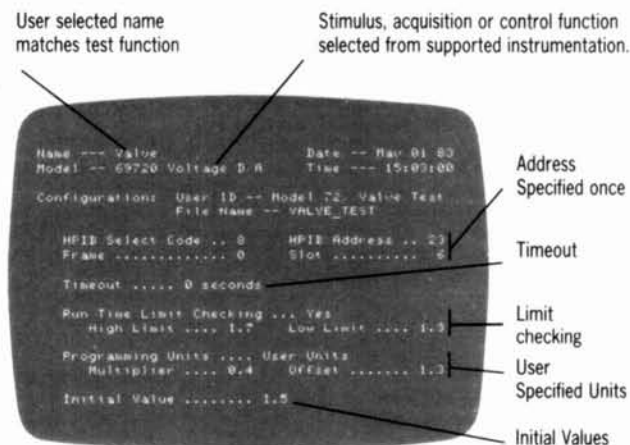 User selected name
matches test function
Stimulus, acquisition or control function
selected from supported instrumentation.
Name --- Valve
Date -- May 01 83
Model -- 69720 Voltage D/A
Time --- 15:03:00
Configuration: User ID -- Model 72 Valve Test
File Name -- VALVE_TEST
HPIB Select Code .. 8
HPIB Address .. 23
Frame ............. 0
Slot .......... 6
Timeout ..... 0 seconds
Run Time Limit Checking ... Yes
High Limit .... 1.7
Low Limit .... 1.3
Programming Units .... User Units
Multiplier .... 0.4
Offset ....... 1.3
Initial Value ........ 1.5
Address
Specified once
Timeout
Limit
checking
User
Specified Units
Initial Values